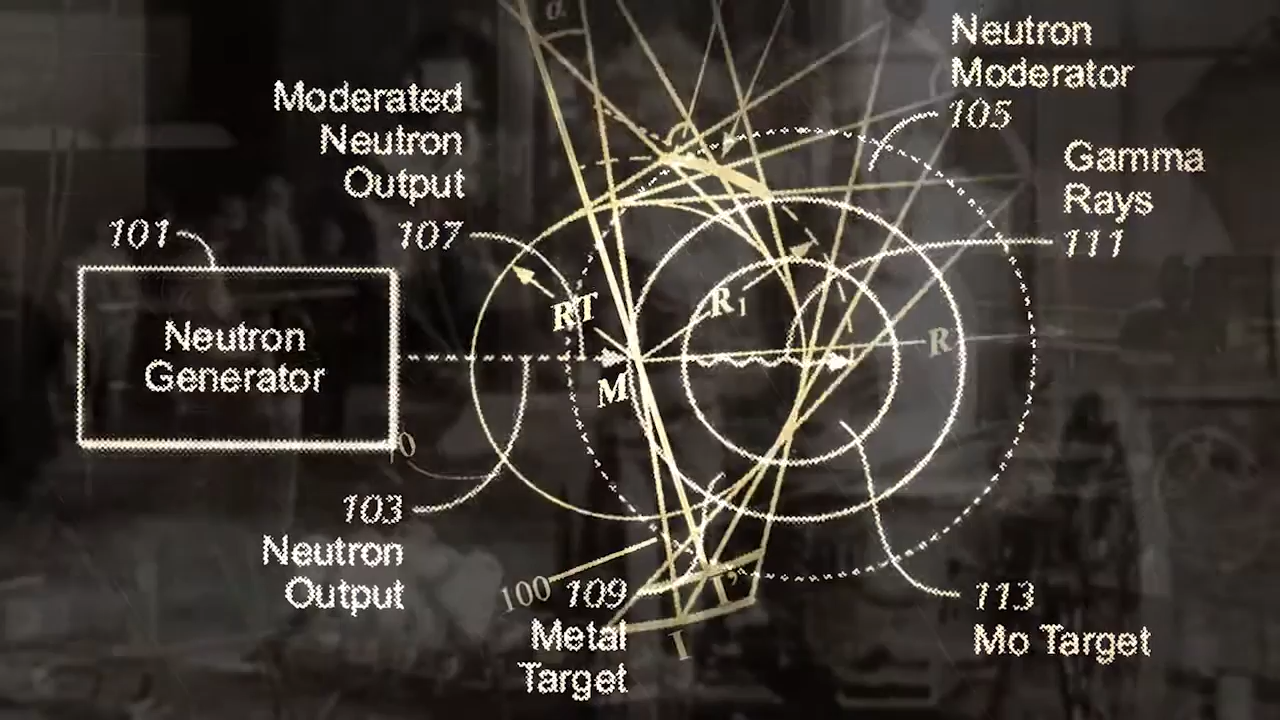 Neutron
Moderator
105
Moderated
Neutron
Output
107
Gamma
Rays
111
101
Neutron
Generator
RT
R1
R
M
0
103
Neutron
Output
100
109
Metal
Target
113
Mo Target
α
I